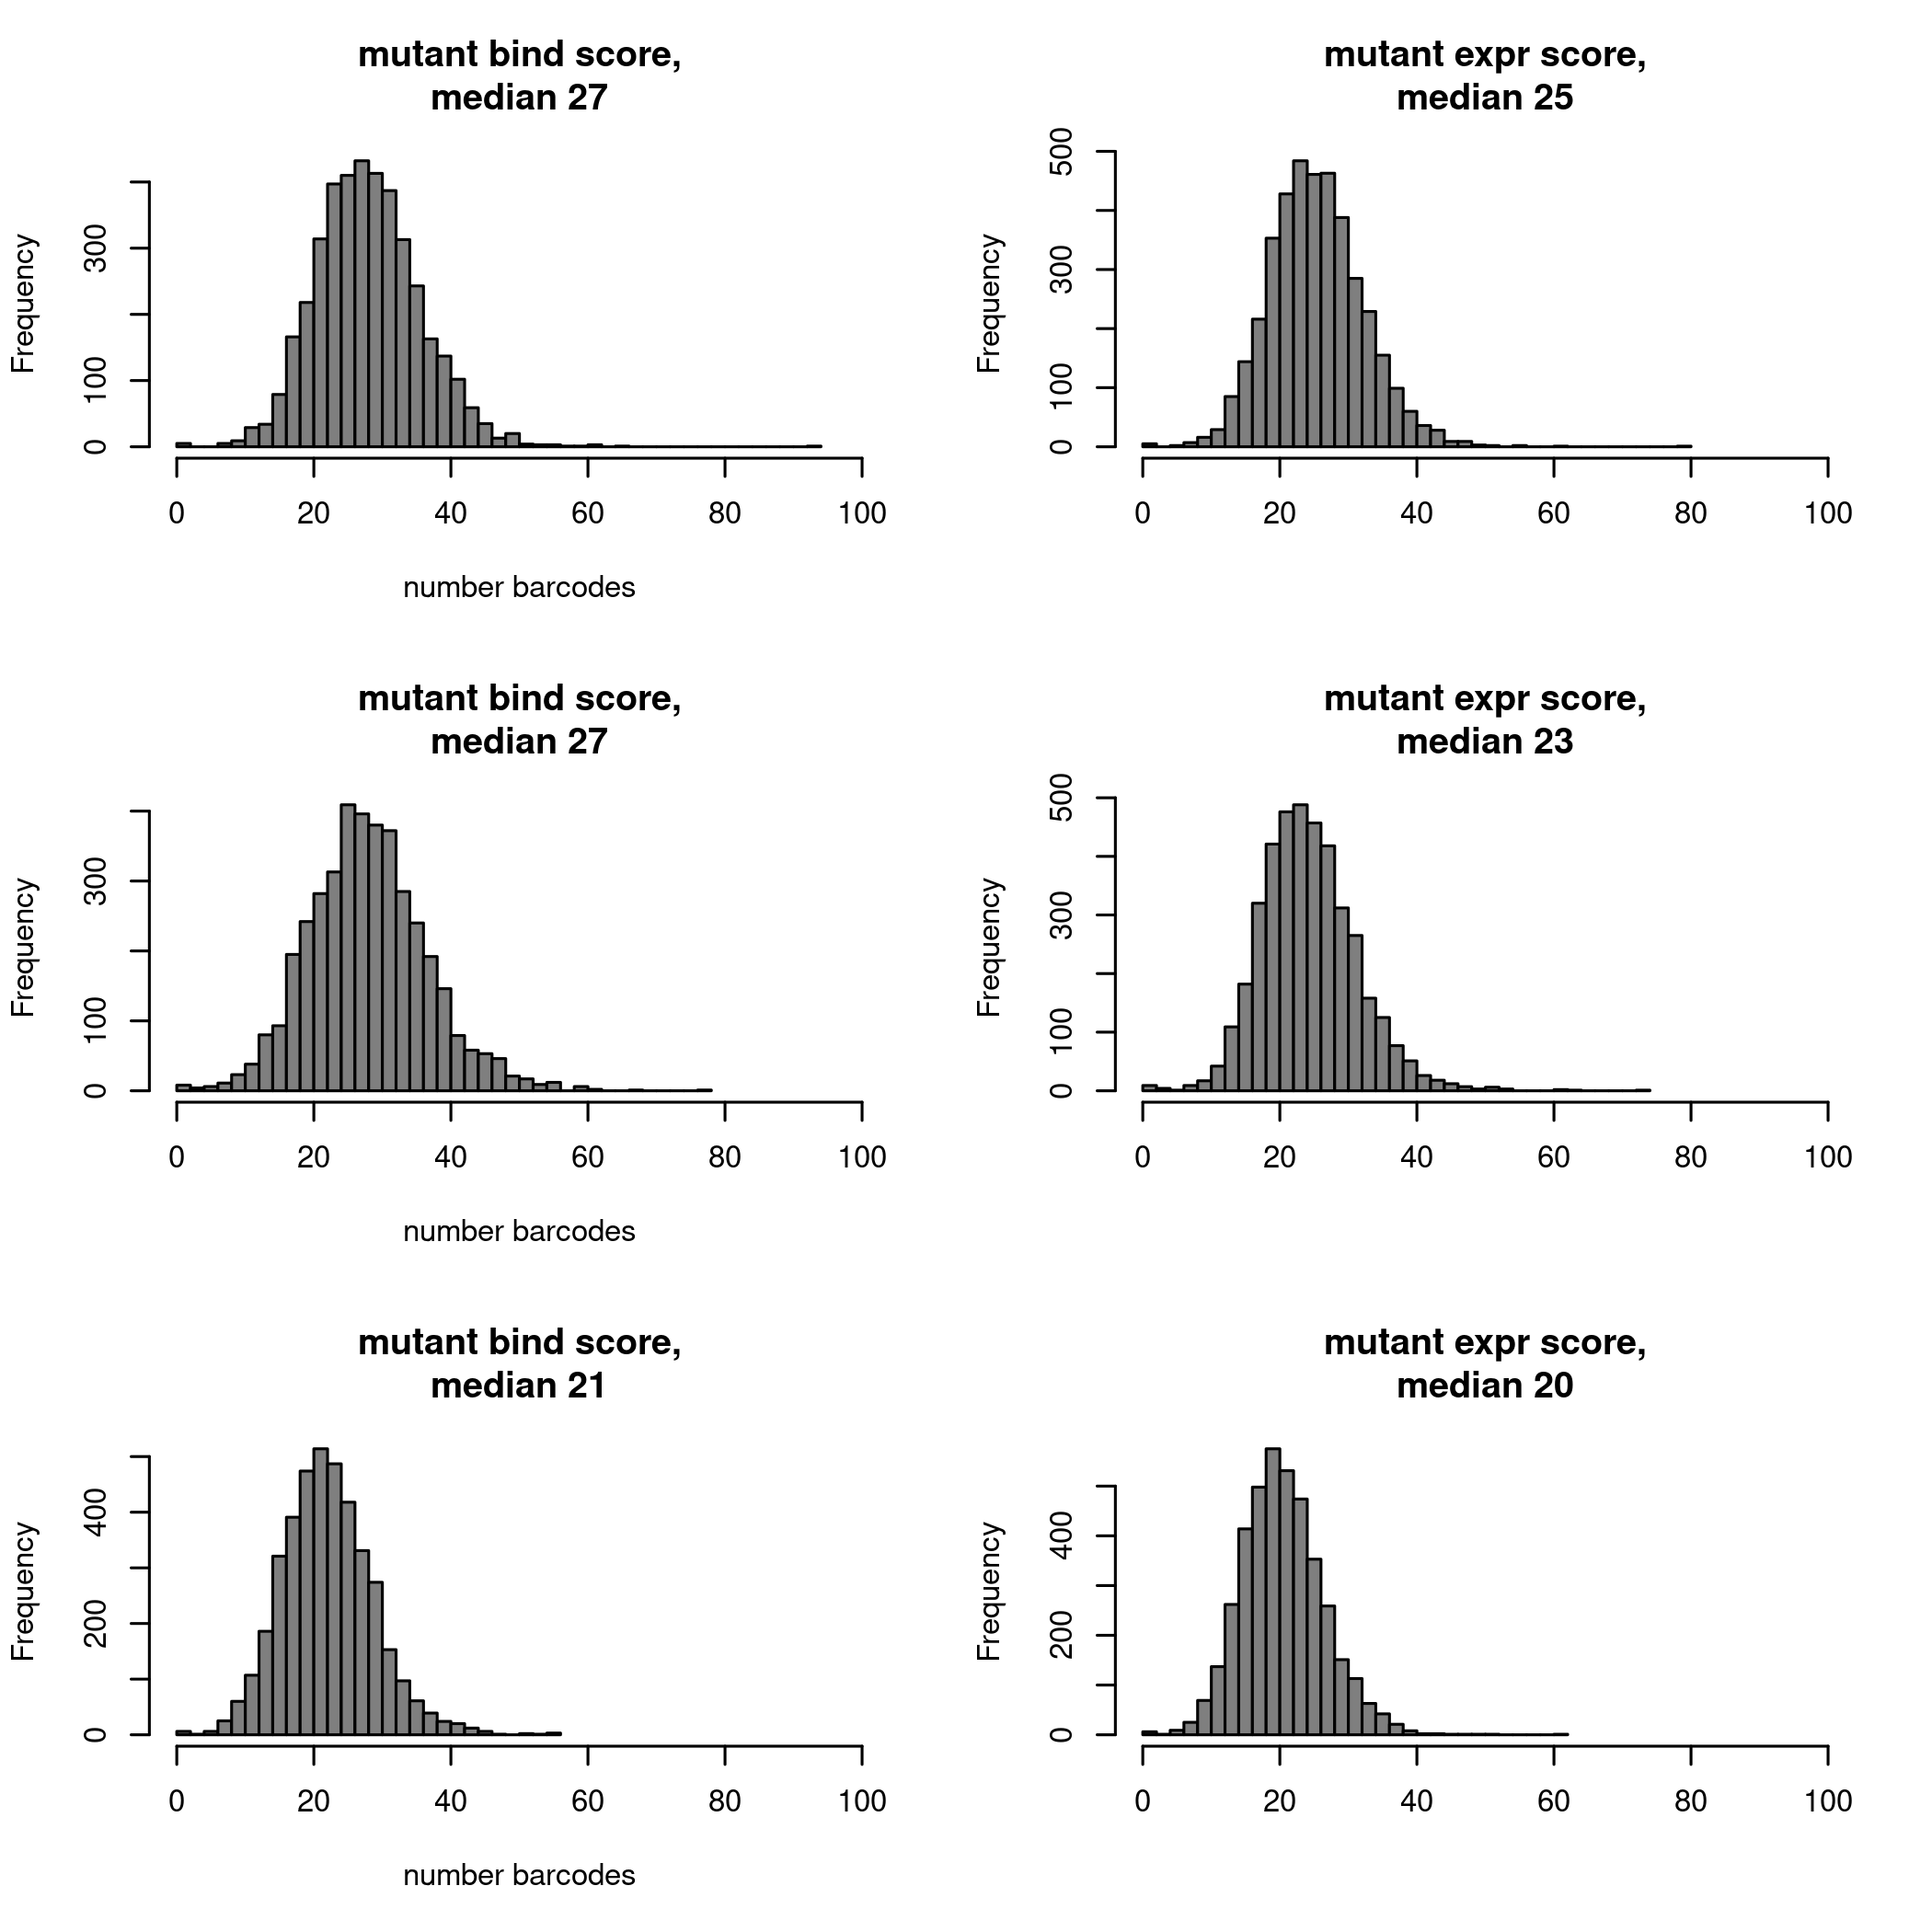 mutant bind score,
median 27
Frequency
0 100 300
0 20 40 60 80 100
number barcodes
mutant expr score,
median 25
Frequency
0 100 300 500
0 20 40 60 80 100
mutant bind score,
median 27
Frequency
0 100 300
0 20 40 60 80 100
number barcodes
mutant expr score,
median 23
Frequency
0 100 300 500
0 20 40 60 80 100
mutant bind score,
median 21
Frequency
0 200 400
0 20 40 60 80 100
number barcodes
mutant expr score,
median 20
Frequency
0 200 400
0 20 40 60 80 100